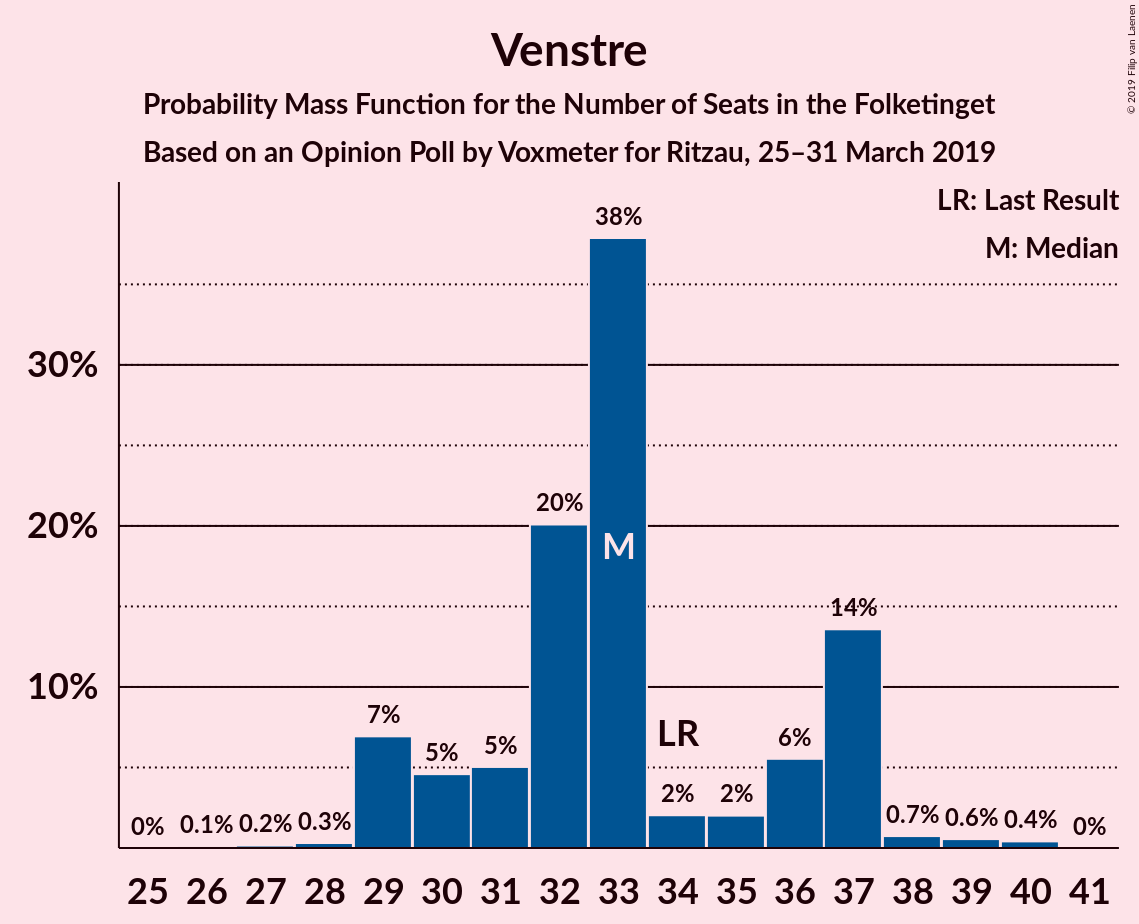 Venstre
Probability Mass Function for the Number of Seats in the Folketinget
Based on an Opinion Poll by Voxmeter for Ritzau, 25–31 March 2019
© 2019 Filip van Laenen
LR: Last Result
M: Median
38%
30%
20%
20%
M
14%
10%
7%
LR
6%
5%
5%
2%
2%
0%
0.1%
0.2%
0.3%
0.7%
0.6%
0.4%
0%
25 26 27 28 29 30 31 32 33 34 35 36 37 38 39 40 41